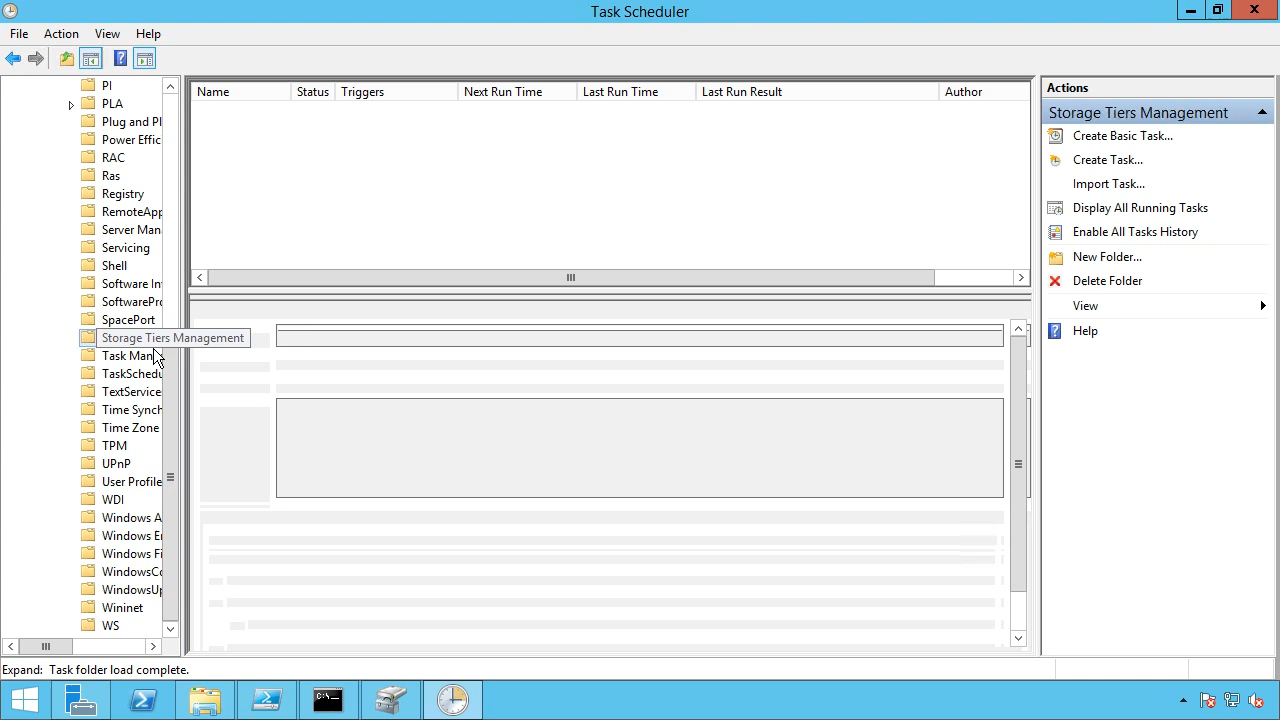 Task Scheduler
File Action View Help
PI
PLA
Plug and Pl
Power Effic
RAC
Ras
Registry
RemoteApp
Server Man
Servicing
Shell
Software In
SoftwarePro
SpacePort
Storage Tiers Management
Task Man
TaskSchedu
TextService
Time Synch
Time Zone
TPM
UPnP
User Profile
WDI
Windows A
Windows Er
Windows Fi
WindowsCo
WindowsUp
Wininet
WS
Name Status Triggers Next Run Time Last Run Time Last Run Result Author
Actions
Storage Tiers Management
Create Basic Task...
Create Task...
Import Task...
Display All Running Tasks
Enable All Tasks History
New Folder...
Delete Folder
View
Help
Expand: Task folder load complete.